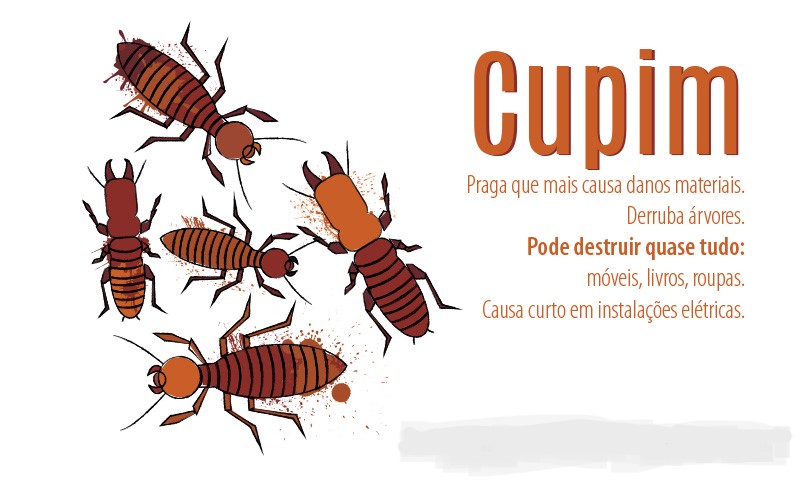 Cupim
Praga que mais causa danos materiais.
Derruba árvores.
Pode destruir quase tudo:
móveis, livros, roupas.
Causa curto em instalações elétricas.